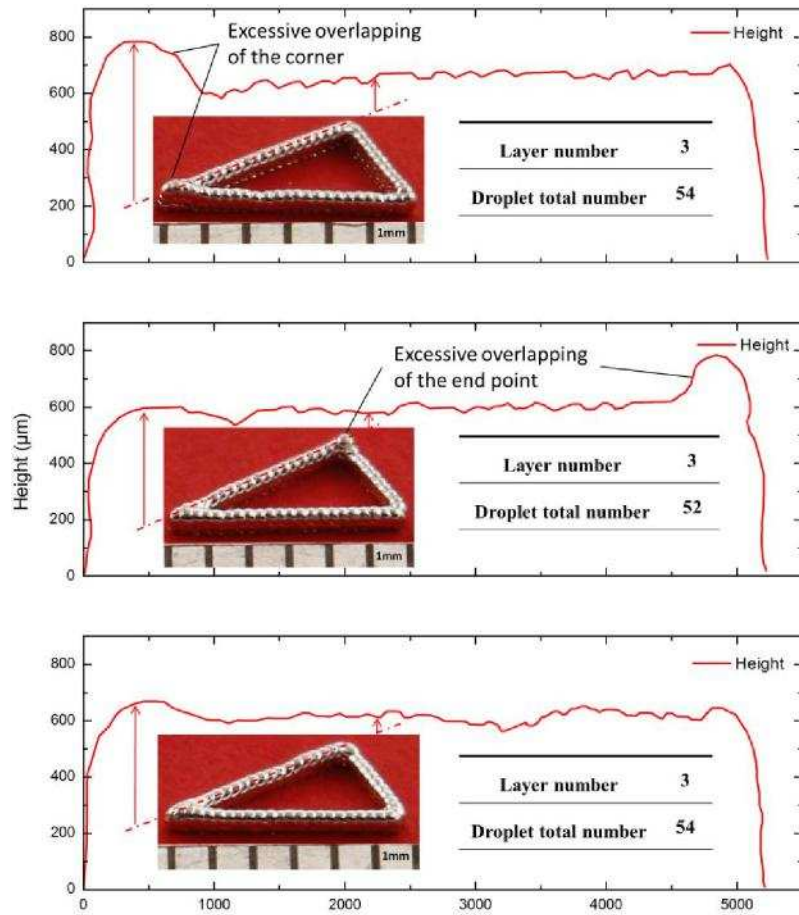 800
600
400
200
0
Excessive overlapping
of the corner
Height
1mm
Layer number 3
Droplet total number 54
Height (μm)
800
600
400
200
0
Excessive overlapping
of the end point
Height
1mm
Layer number 3
Droplet total number 52
800
600
400
200
0
Height
1mm
Layer number 3
Droplet total number 54
0 1000 2000 3000 4000 5000